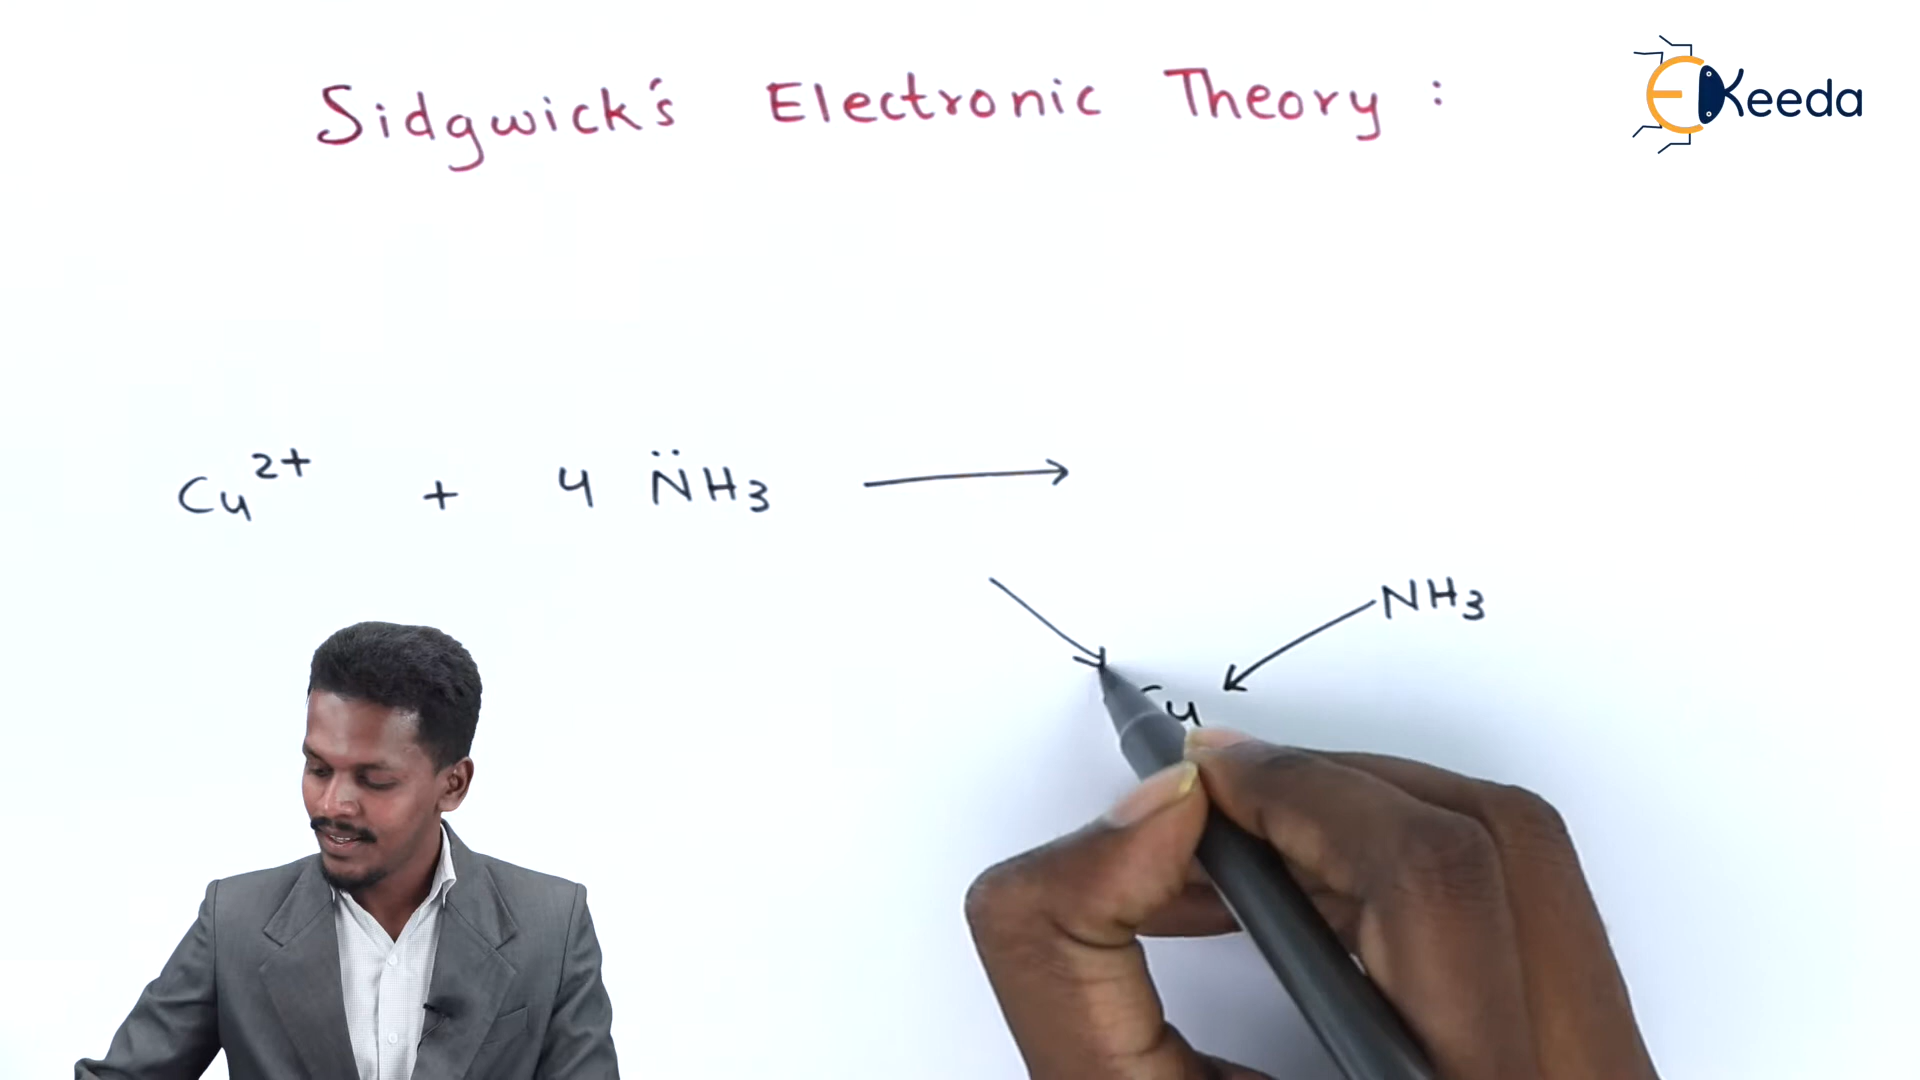 Sidgwick's Electronic Theory :
EKeeda
Cu²⁺ + 4 N̈H₃ ⟶
NH₃
Cu